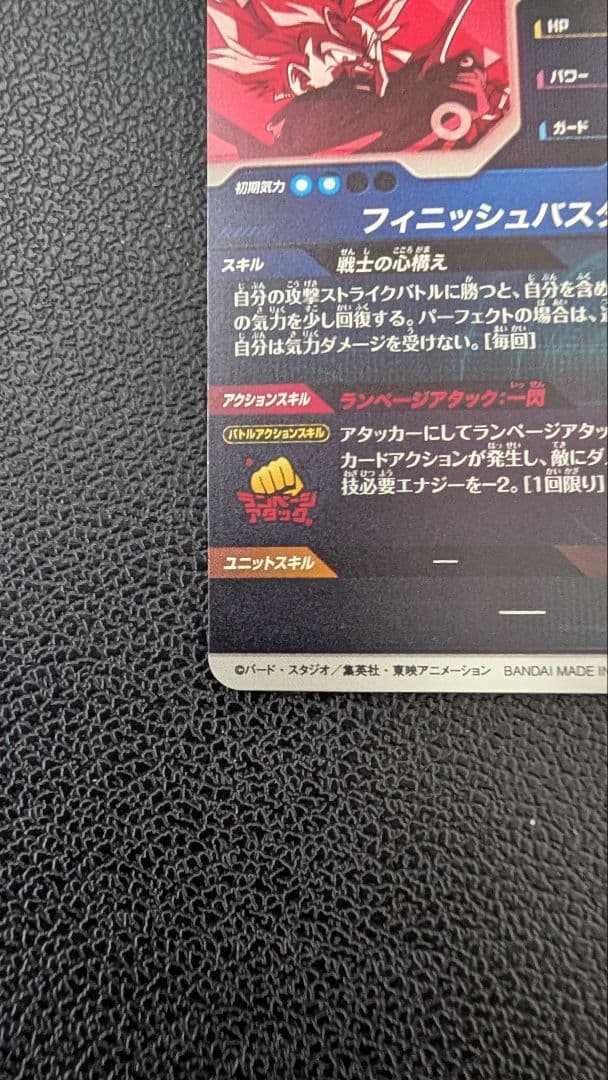 HP
パワー
ガード
初期気力
フィニッシュバスタ
スキル 戦士の心構え
自分の攻撃ストライクバトルに勝つと、自分を含め
の気力を少し回復する。パーフェクトの場合は、
自分は気力ダメージを受けない。[毎回]
アクションスキル ランページアタック:一閃
バトルアクションスキル アタッカーにしてランページアタッ
カードアクションが発生し、敵にダ
技必要エナジーを−2。[1回限り]
ランページ
アタック
ユニットスキル —
—
©バード・スタジオ／集英社・東映アニメーション BANDAI MADE IN